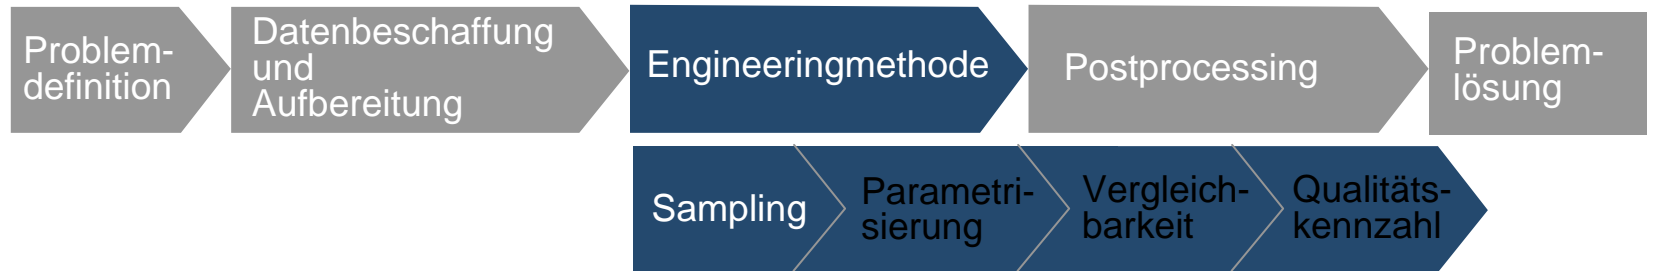 Problem-
definition
Datenbeschaffung
und
Aufbereitung
Engineeringmethode
Postprocessing
Problem-
lösung
Sampling
Parametri-
sierung
Vergleich-
barkeit
Qualitäts-
kennzahl